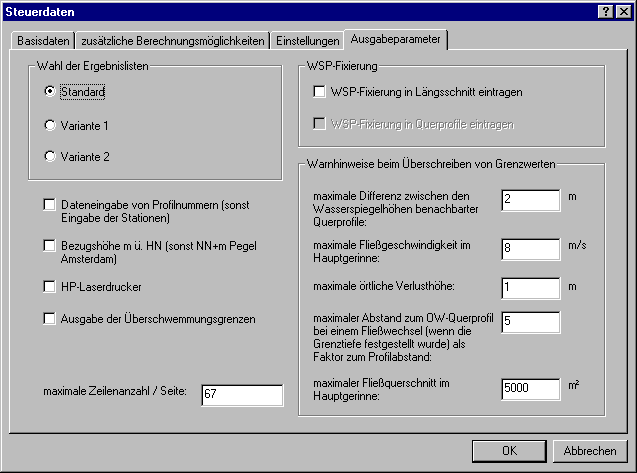 Steuerdaten
Basisdaten
zusätzliche Berechnungsmöglichkeiten
Einstellungen
Ausgabeparameter
Wahl der Ergebnislisten
Standard
Variante 1
Variante 2
Dateneingabe von Profilnummern (sonst
Eingabe der Stationen)
Bezugshöhe m ü. HN (sonst NN+m Pegel
Amsterdam)
HP-Laserdrucker
Ausgabe der Überschwemmungsgrenzen
maximale Zeilenanzahl / Seite: 67
WSP-Fixierung
WSP-Fixierung in Längsschnitt eintragen
WSP-Fixierung in Querprofile eintragen
Warnhinweise beim Überschreiben von Grenzwerten
maximale Differenz zwischen den
Wasserspiegelhöhen benachbarter
Querprofile:
2 m
maximale Fließgeschwindigkeit im
Hauptgerinne:
8 m/s
maximale örtliche Verlusthöhe: 1 m
maximaler Abstand zum OW-Querprofil
bei einem Fließwechsel (wenn die
Grenztiefe festgestellt wurde) als
Faktor zum Profilabstand:
5
maximaler Fließquerschnitt im
Hauptgerinne:
5000 m²
OK
Abbrechen